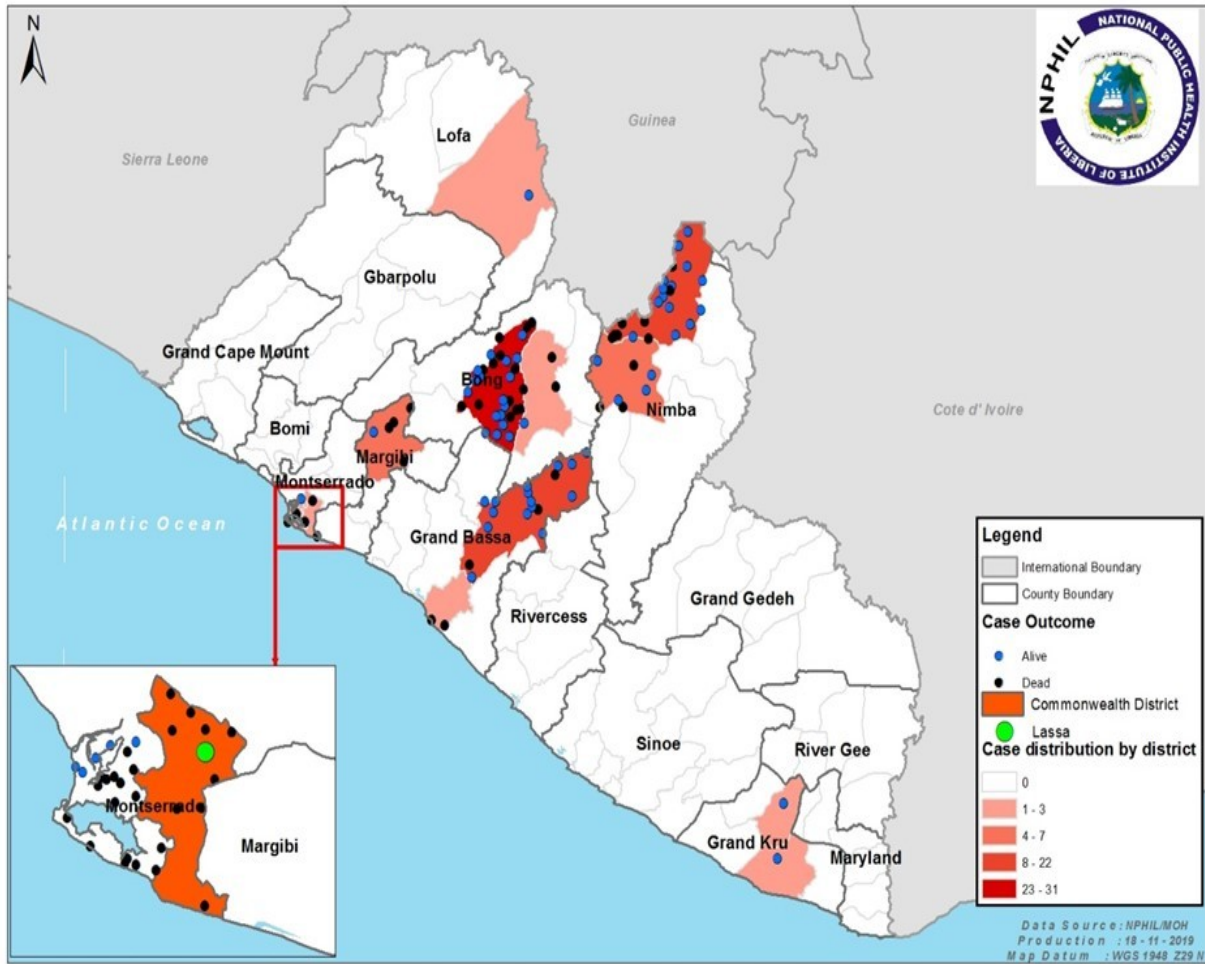 N
NPHIL
NATIONAL PUBLIC HEALTH INSTITUTE OF LIBERIA
Guinea
Sierra Leone
Lofa
Gbarpolu
Grand Cape Mount
Bong
Nimba
Cote d' Ivoire
Bomi
Margibi
Montserrado
Atlantic Ocean
Grand Bassa
Rivercess
Grand Gedeh
Sinoe
River Gee
Grand Kru
Maryland
Montserrado
Margibi
Legend
International Boundary
County Boundary
Case Outcome
Alive
Dead
Commonwealth District
Lassa
Case distribution by district
0
1 - 3
4 - 7
8 - 22
23 - 31
Data Source: NPHIL/MOH
Production : 18 - 11 - 2019
Map Datum : WGS 1948 Z29 N